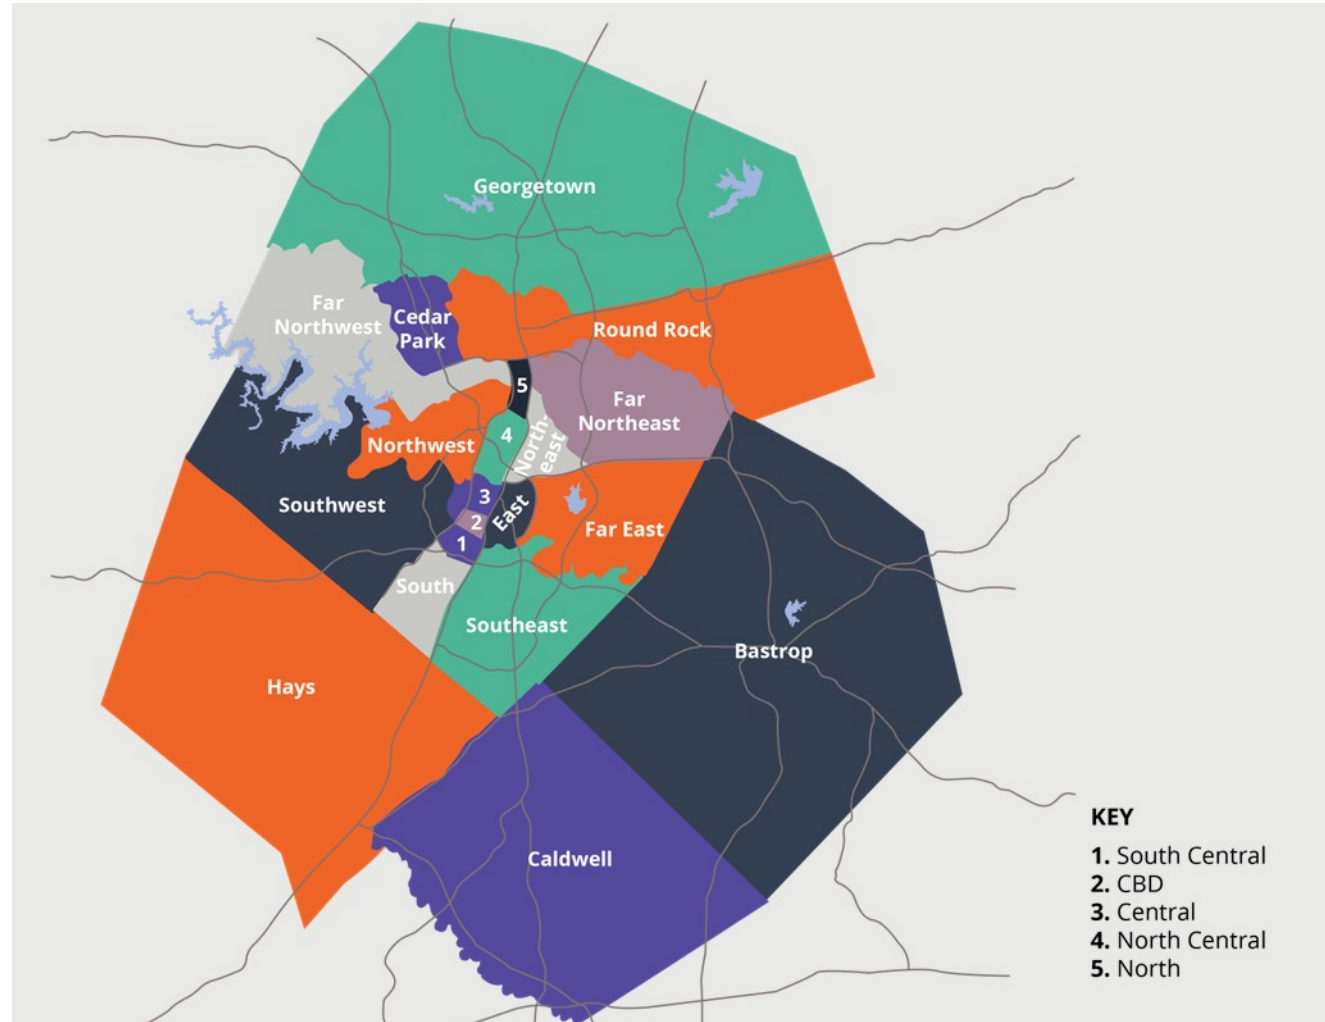 Georgetown
Far
Northwest
Cedar
Park
Round Rock
5
Far
Northeast
Northwest
4
North-
east
Southwest
3
2
1
East
Far East
South
Southeast
Bastrop
Hays
Caldwell
KEY
1. South Central
2. CBD
3. Central
4. North Central
5. North